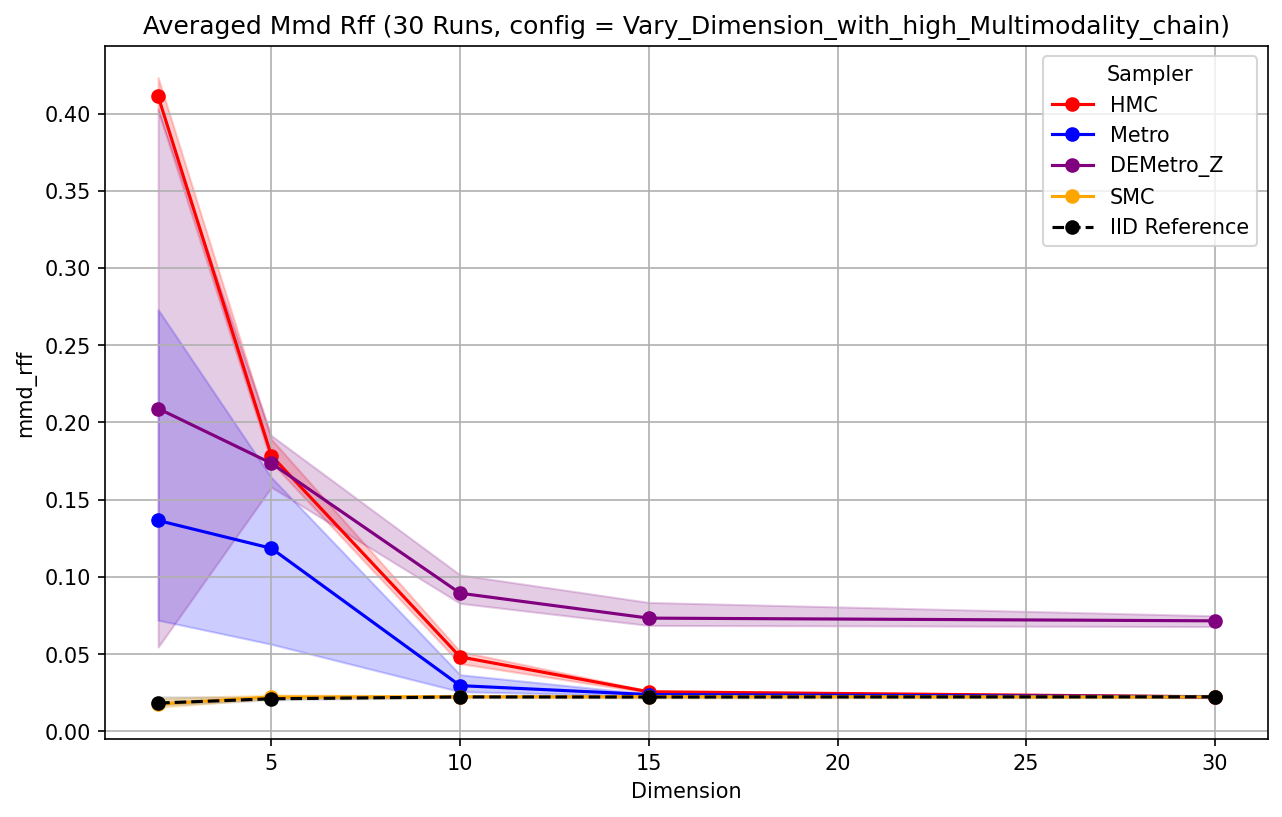 Averaged Mmd Rff (30 Runs, config = Vary_Dimension_with_high_Multimodality_chain)
Sampler
HMC
Metro
DEMetro_Z
SMC
IID Reference
mmd_rff
0.40
0.35
0.30
0.25
0.20
0.15
0.10
0.05
0.00
5
10
15
20
25
30
Dimension